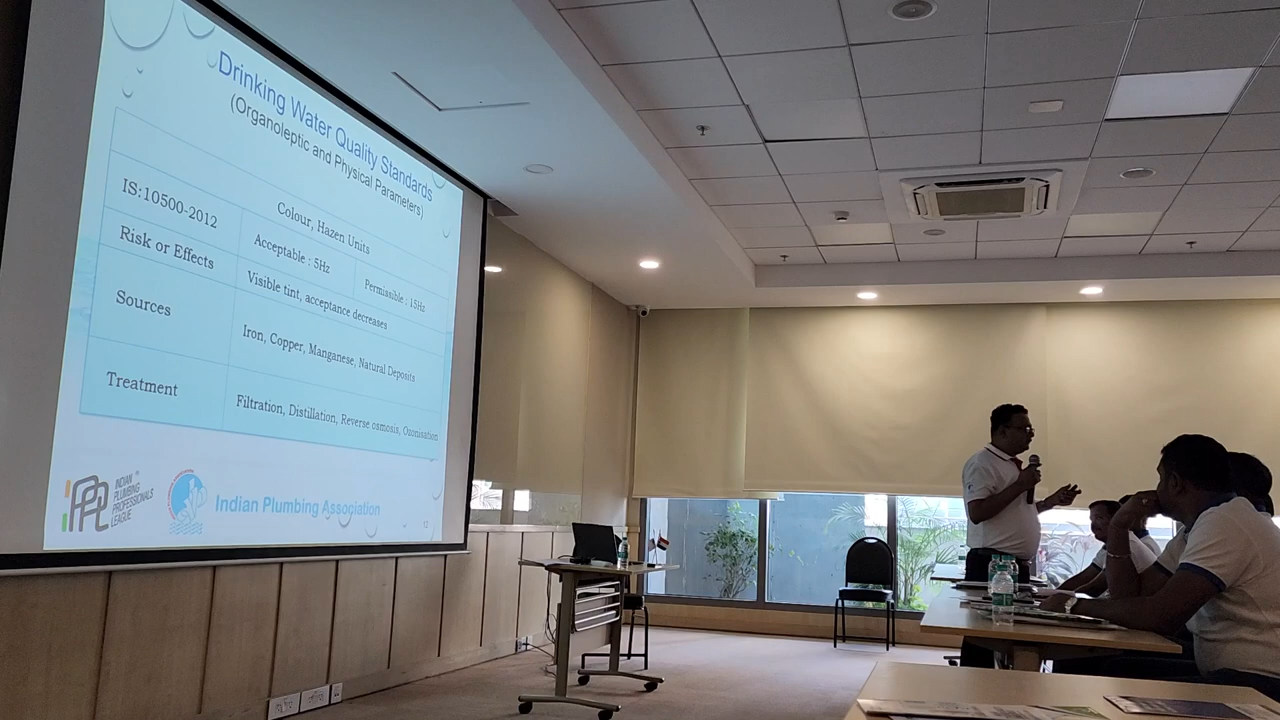 Drinking Water Quality Standards
(Organoleptic and Physical Parameters)
Colour, Hazen Units
IS:10500-2012
Acceptable : 5Hz
Permissible : 15Hz
Risk or Effects
Visible tint, acceptance decreases
Sources
Iron, Copper, Manganese, Natural Deposits
Treatment
Filtration, Distillation, Reverse osmosis, Ozonisation
INDIAN
PLUMBING
PROFESSIONALS
LEAGUE
Indian Plumbing Association
12